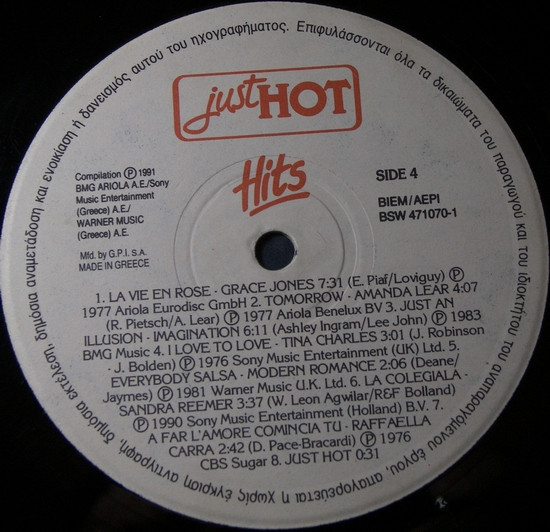 δημόσια εκτέλεση, δημόσια αναμετάδοση και ενοικίαση ή δανεισμός αυτού του ηχογραφήματος. Επιφυλάσσονται όλα τα δικαιώματα του παραγωγού και του ιδιοκτήτου του αναπαραγόμενου έργου, απαγορεύεται η χωρίς έγκριση αντιγραφή,
just HOT
Hits
Compilation ℗ 1991
BMG ARIOLA A.E./Sony
Music Entertainment
(Greece) A.E./
WARNER MUSIC
(Greece) A.E.
Mfd. by G.P.I. s.A.
MADE IN GREECE
SIDE 4
BIEM/AEPI
BSW 471070-1
1. LA VIE EN ROSE · GRACE JONES 7:31 (E. Piaf/Loviguy) ℗
1977 Ariola Eurodisc GmbH 2. TOMORROW · AMANDA LEAR 4:07
(R. Pietsch/A. Lear) ℗ 1977 Ariola Benelux BV 3. JUST AN
ILLUSION · IMAGINATION 6:11 (Ashley Ingram/Lee John) ℗ 1983
BMG Music 4. I LOVE TO LOVE · TINA CHARLES 3:01 (J. Robinson
· J. Bolden) ℗ 1976 Sony Music Entertainment (UK) Ltd. 5.
EVERYBODY SALSA · MODERN ROMANCE 2:06 (Deane/
Jaymes) ℗ 1981 Warner Music U.K. Ltd. 6. LA COLEGIALA ·
SANDRA REEMER 3:37 (W. Leon Agwilar/R&F Bolland)
℗ 1990 Sony Music Entertainment (Holland) B.V. 7.
A FAR L'AMORE COMINCIA TU · RAFFAELLA
CARRA 2:42 (D. Pace-Bracardi) ℗ 1976
CBS Sugar 8. JUST HOT 0:31